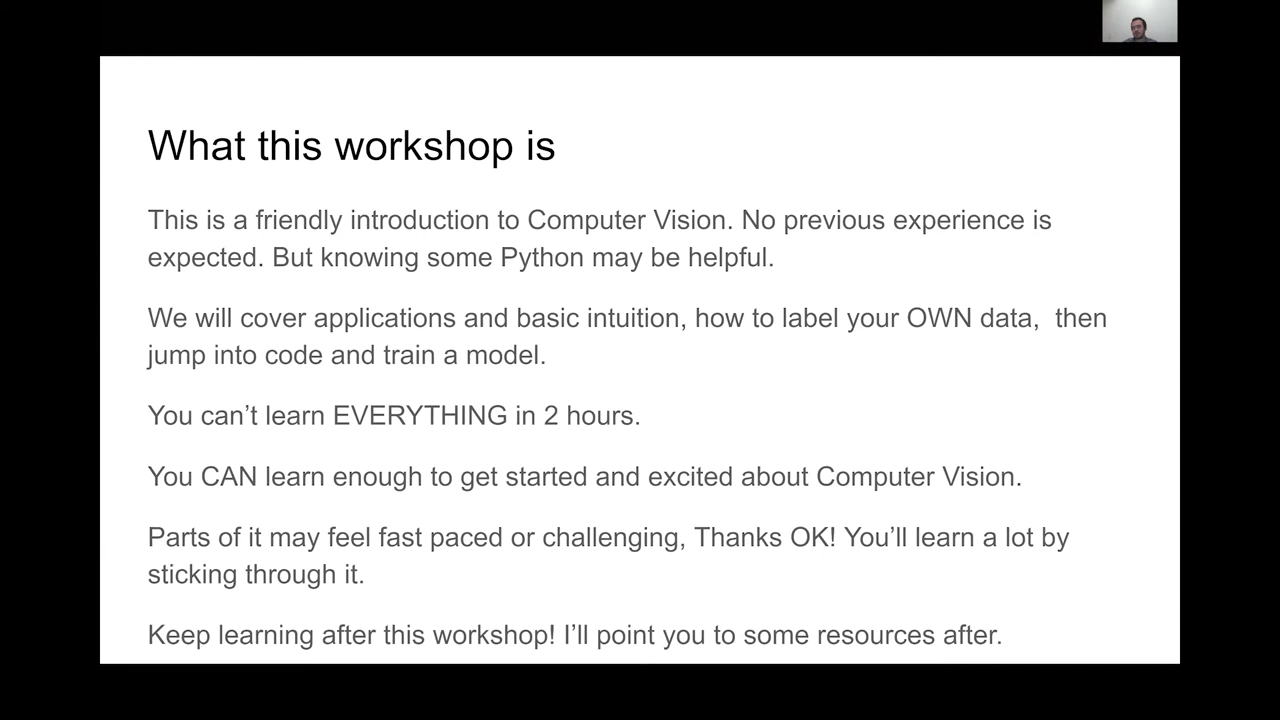 What this workshop is
This is a friendly introduction to Computer Vision. No previous experience is
expected. But knowing some Python may be helpful.
We will cover applications and basic intuition, how to label your OWN data,  then
jump into code and train a model.
You can’t learn EVERYTHING in 2 hours.
You CAN learn enough to get started and excited about Computer Vision.
Parts of it may feel fast paced or challenging, Thanks OK! You’ll learn a lot by
sticking through it.
Keep learning after this workshop! I’ll point you to some resources after.